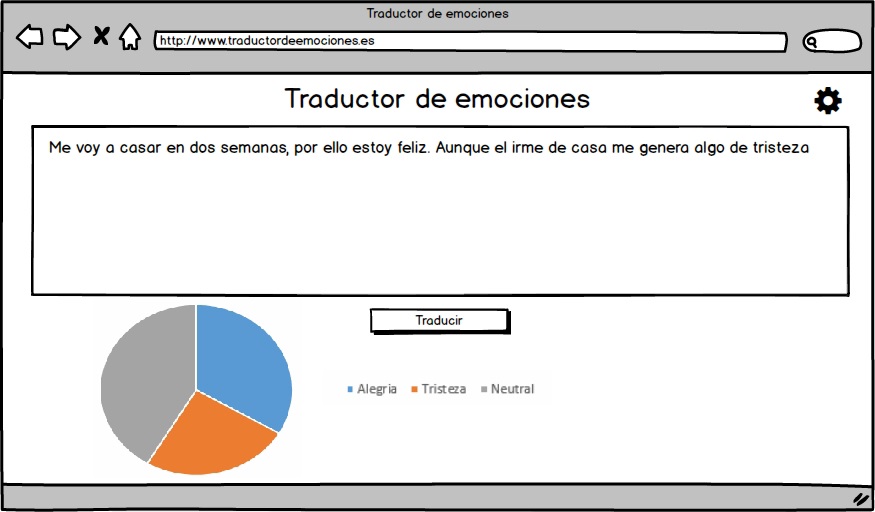 Traductor de emociones
http://www.traductordeemociones.es
Traductor de emociones
Me voy a casar en dos semanas, por ello estoy feliz. Aunque el irme de casa me genera algo de tristeza
Traducir
Alegria Tristeza Neutral